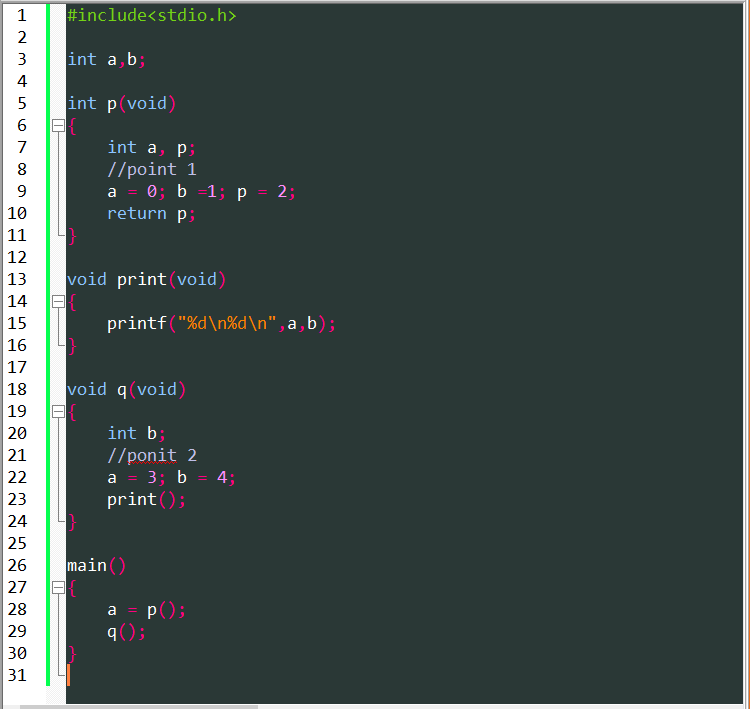 1 #include<stdio.h>
2
3 int a,b;
4
5 int p(void)
6 {
7 int a, p;
8 //point 1
9 a = 0; b =1; p = 2;
10 return p;
11 }
12
13 void print(void)
14 {
15 printf("%d\n%d\n",a,b);
16 }
17
18 void q(void)
19 {
20 int b;
21 //ponit 2
22 a = 3; b = 4;
23 print();
24 }
25
26 main()
27 {
28 a = p();
29 q();
30 }
31